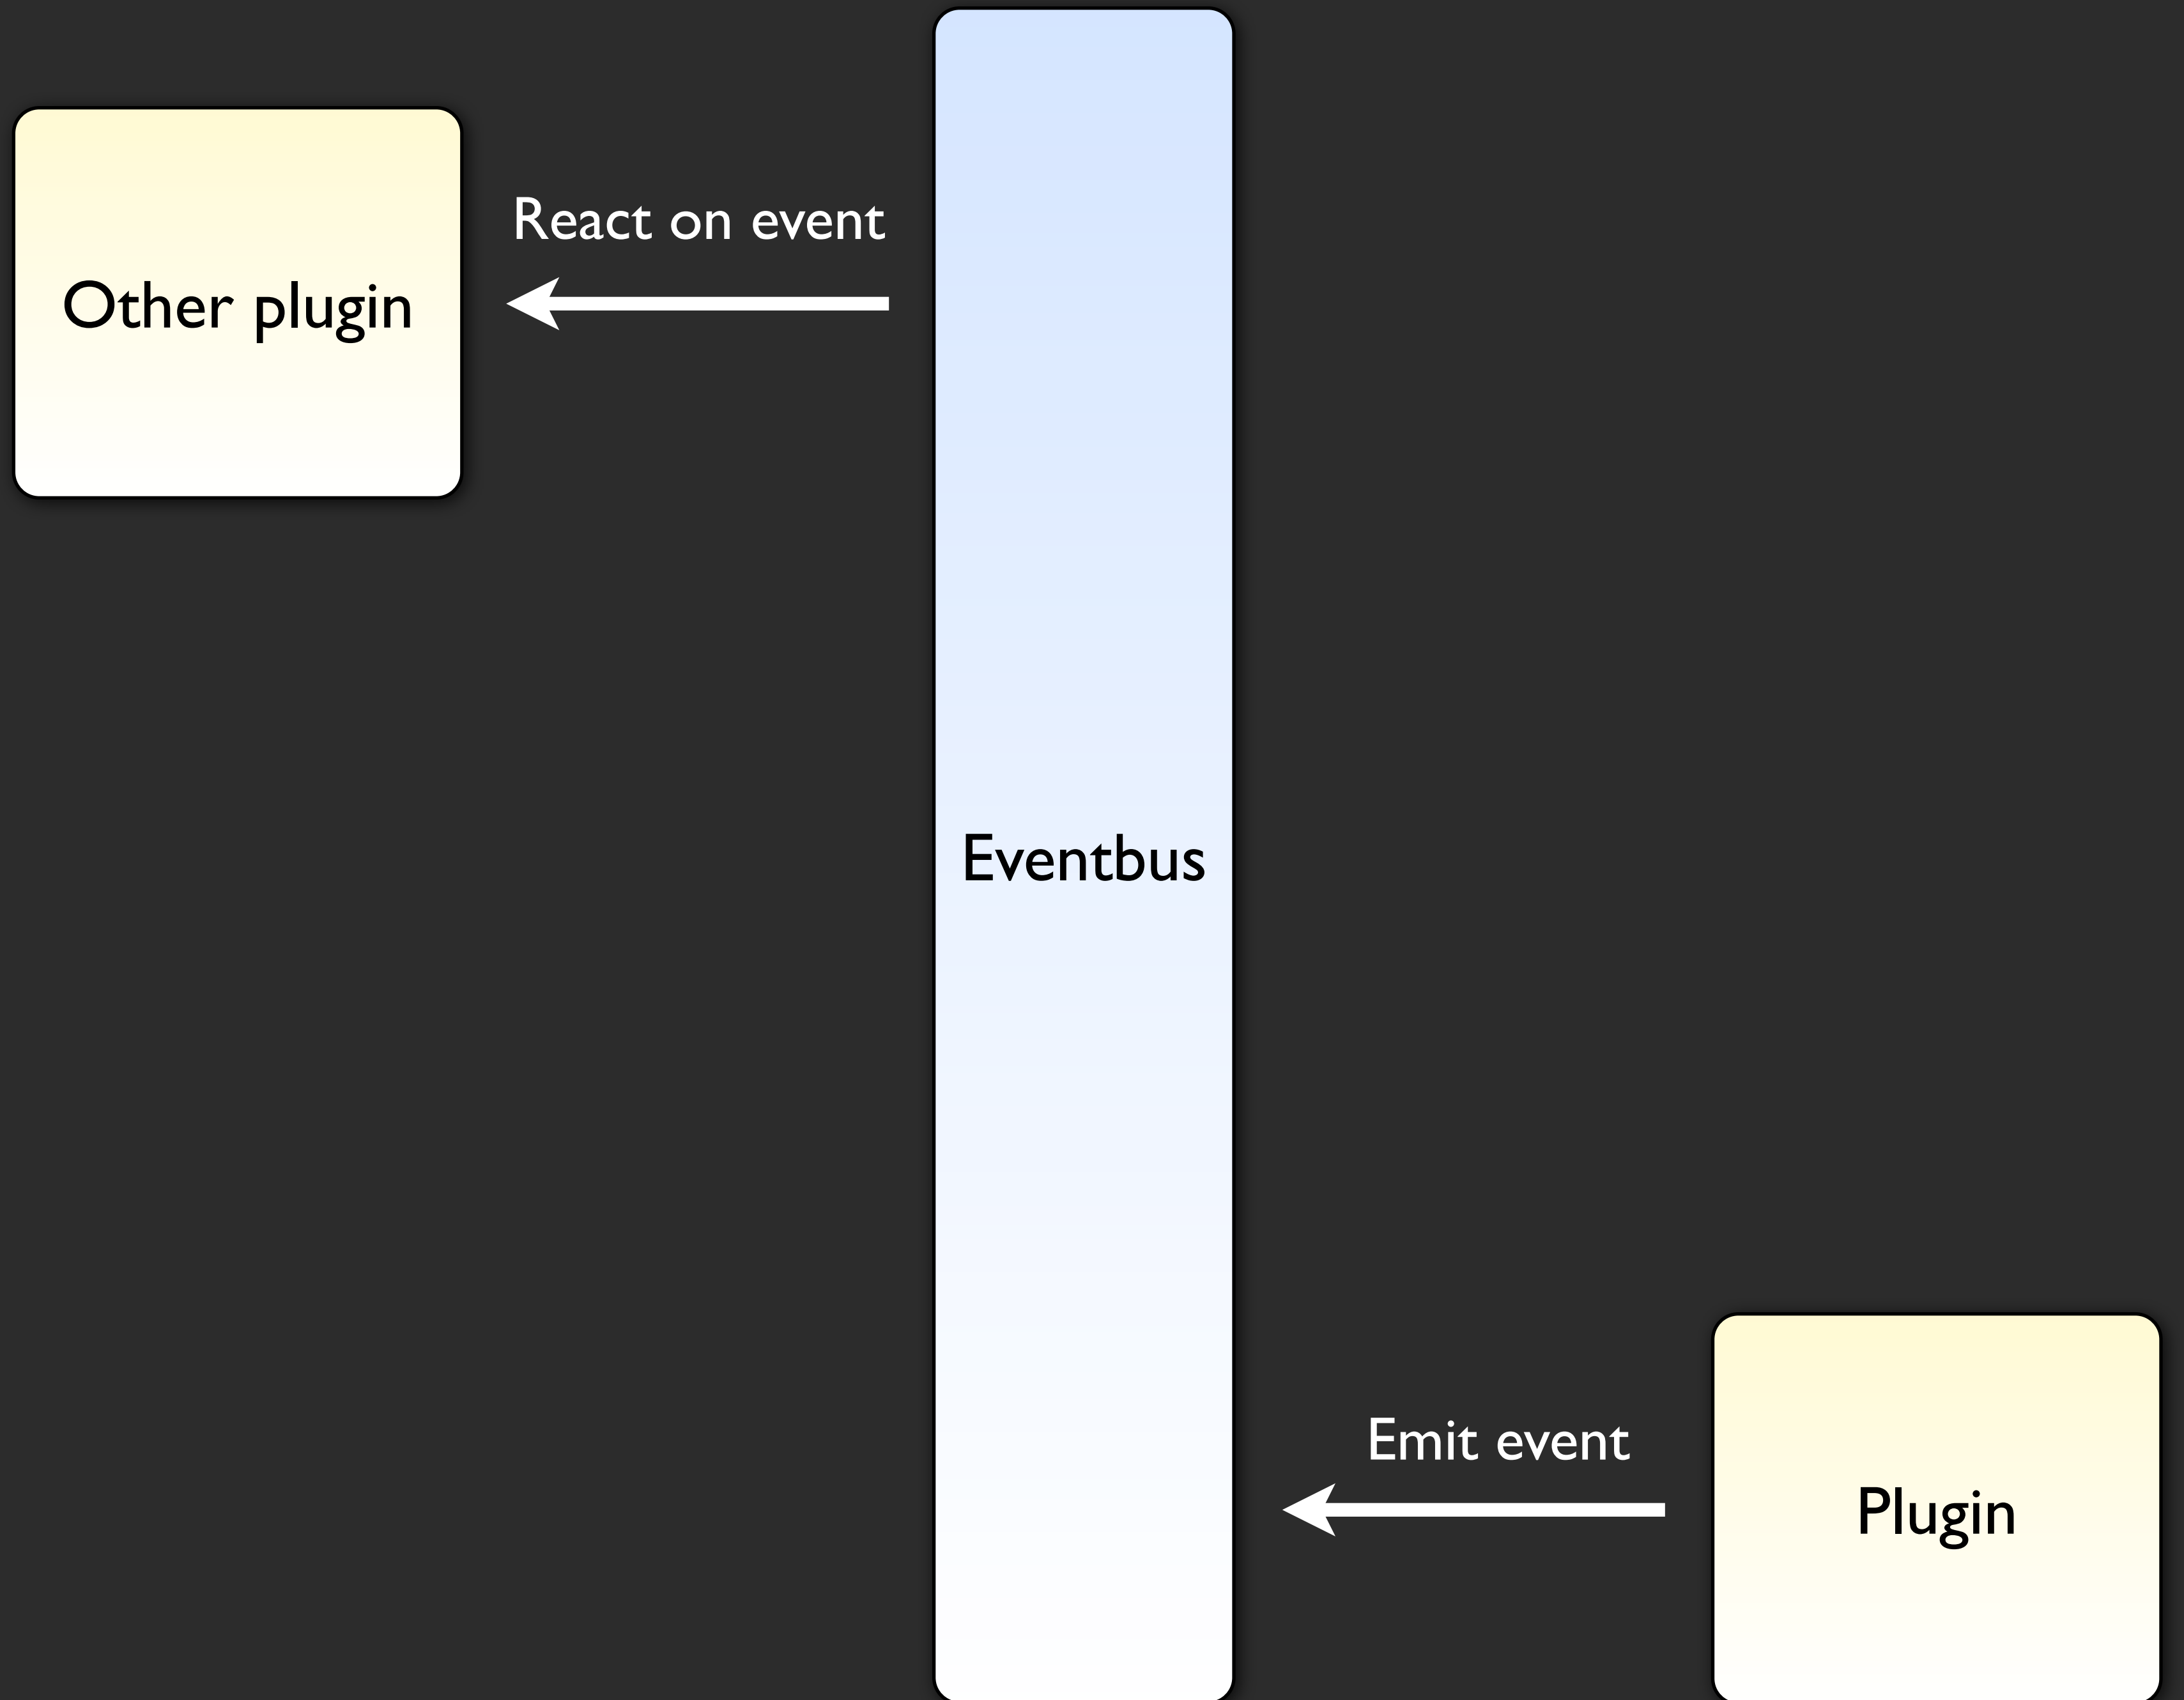 React on event
Other plugin
Eventbus
Emit event
Plugin